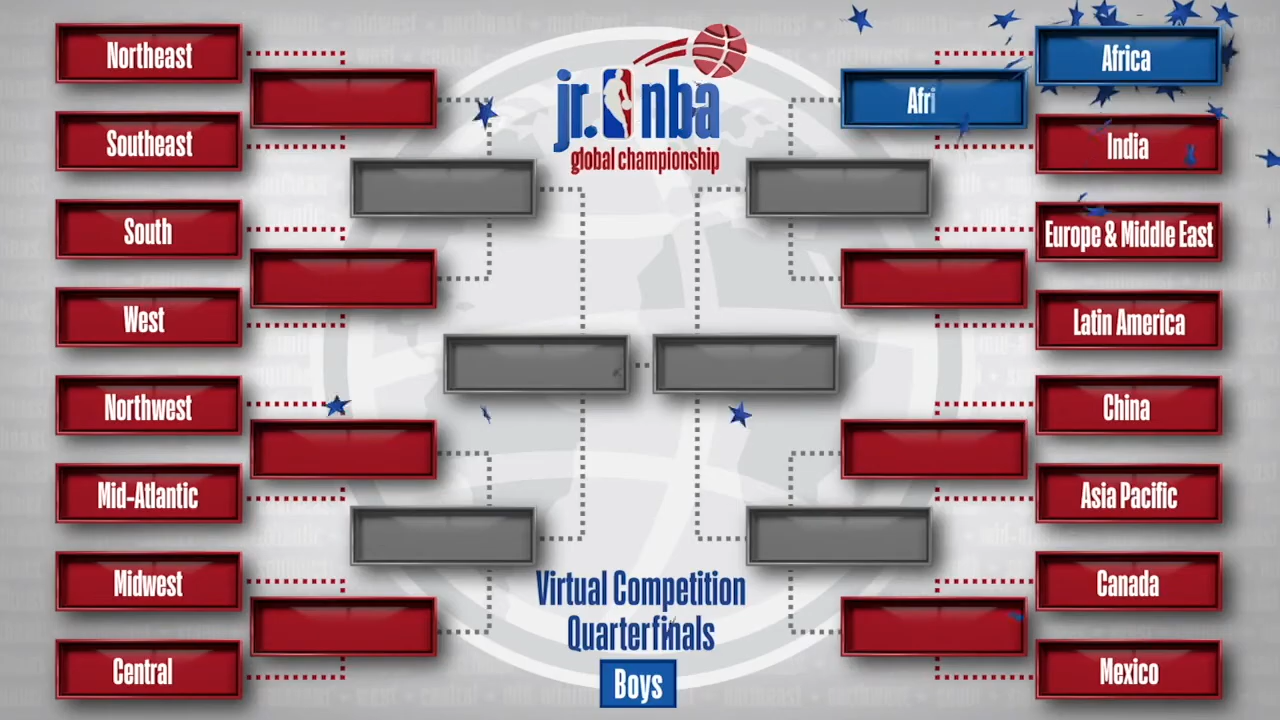 Northeast
Southeast
South
West
Northwest
Mid-Atlantic
Midwest
Central
jr. nba
global championship
Virtual Competition
Quarterfinals
Boys
Afri
Africa
India
Europe & Middle East
Latin America
China
Asia Pacific
Canada
Mexico